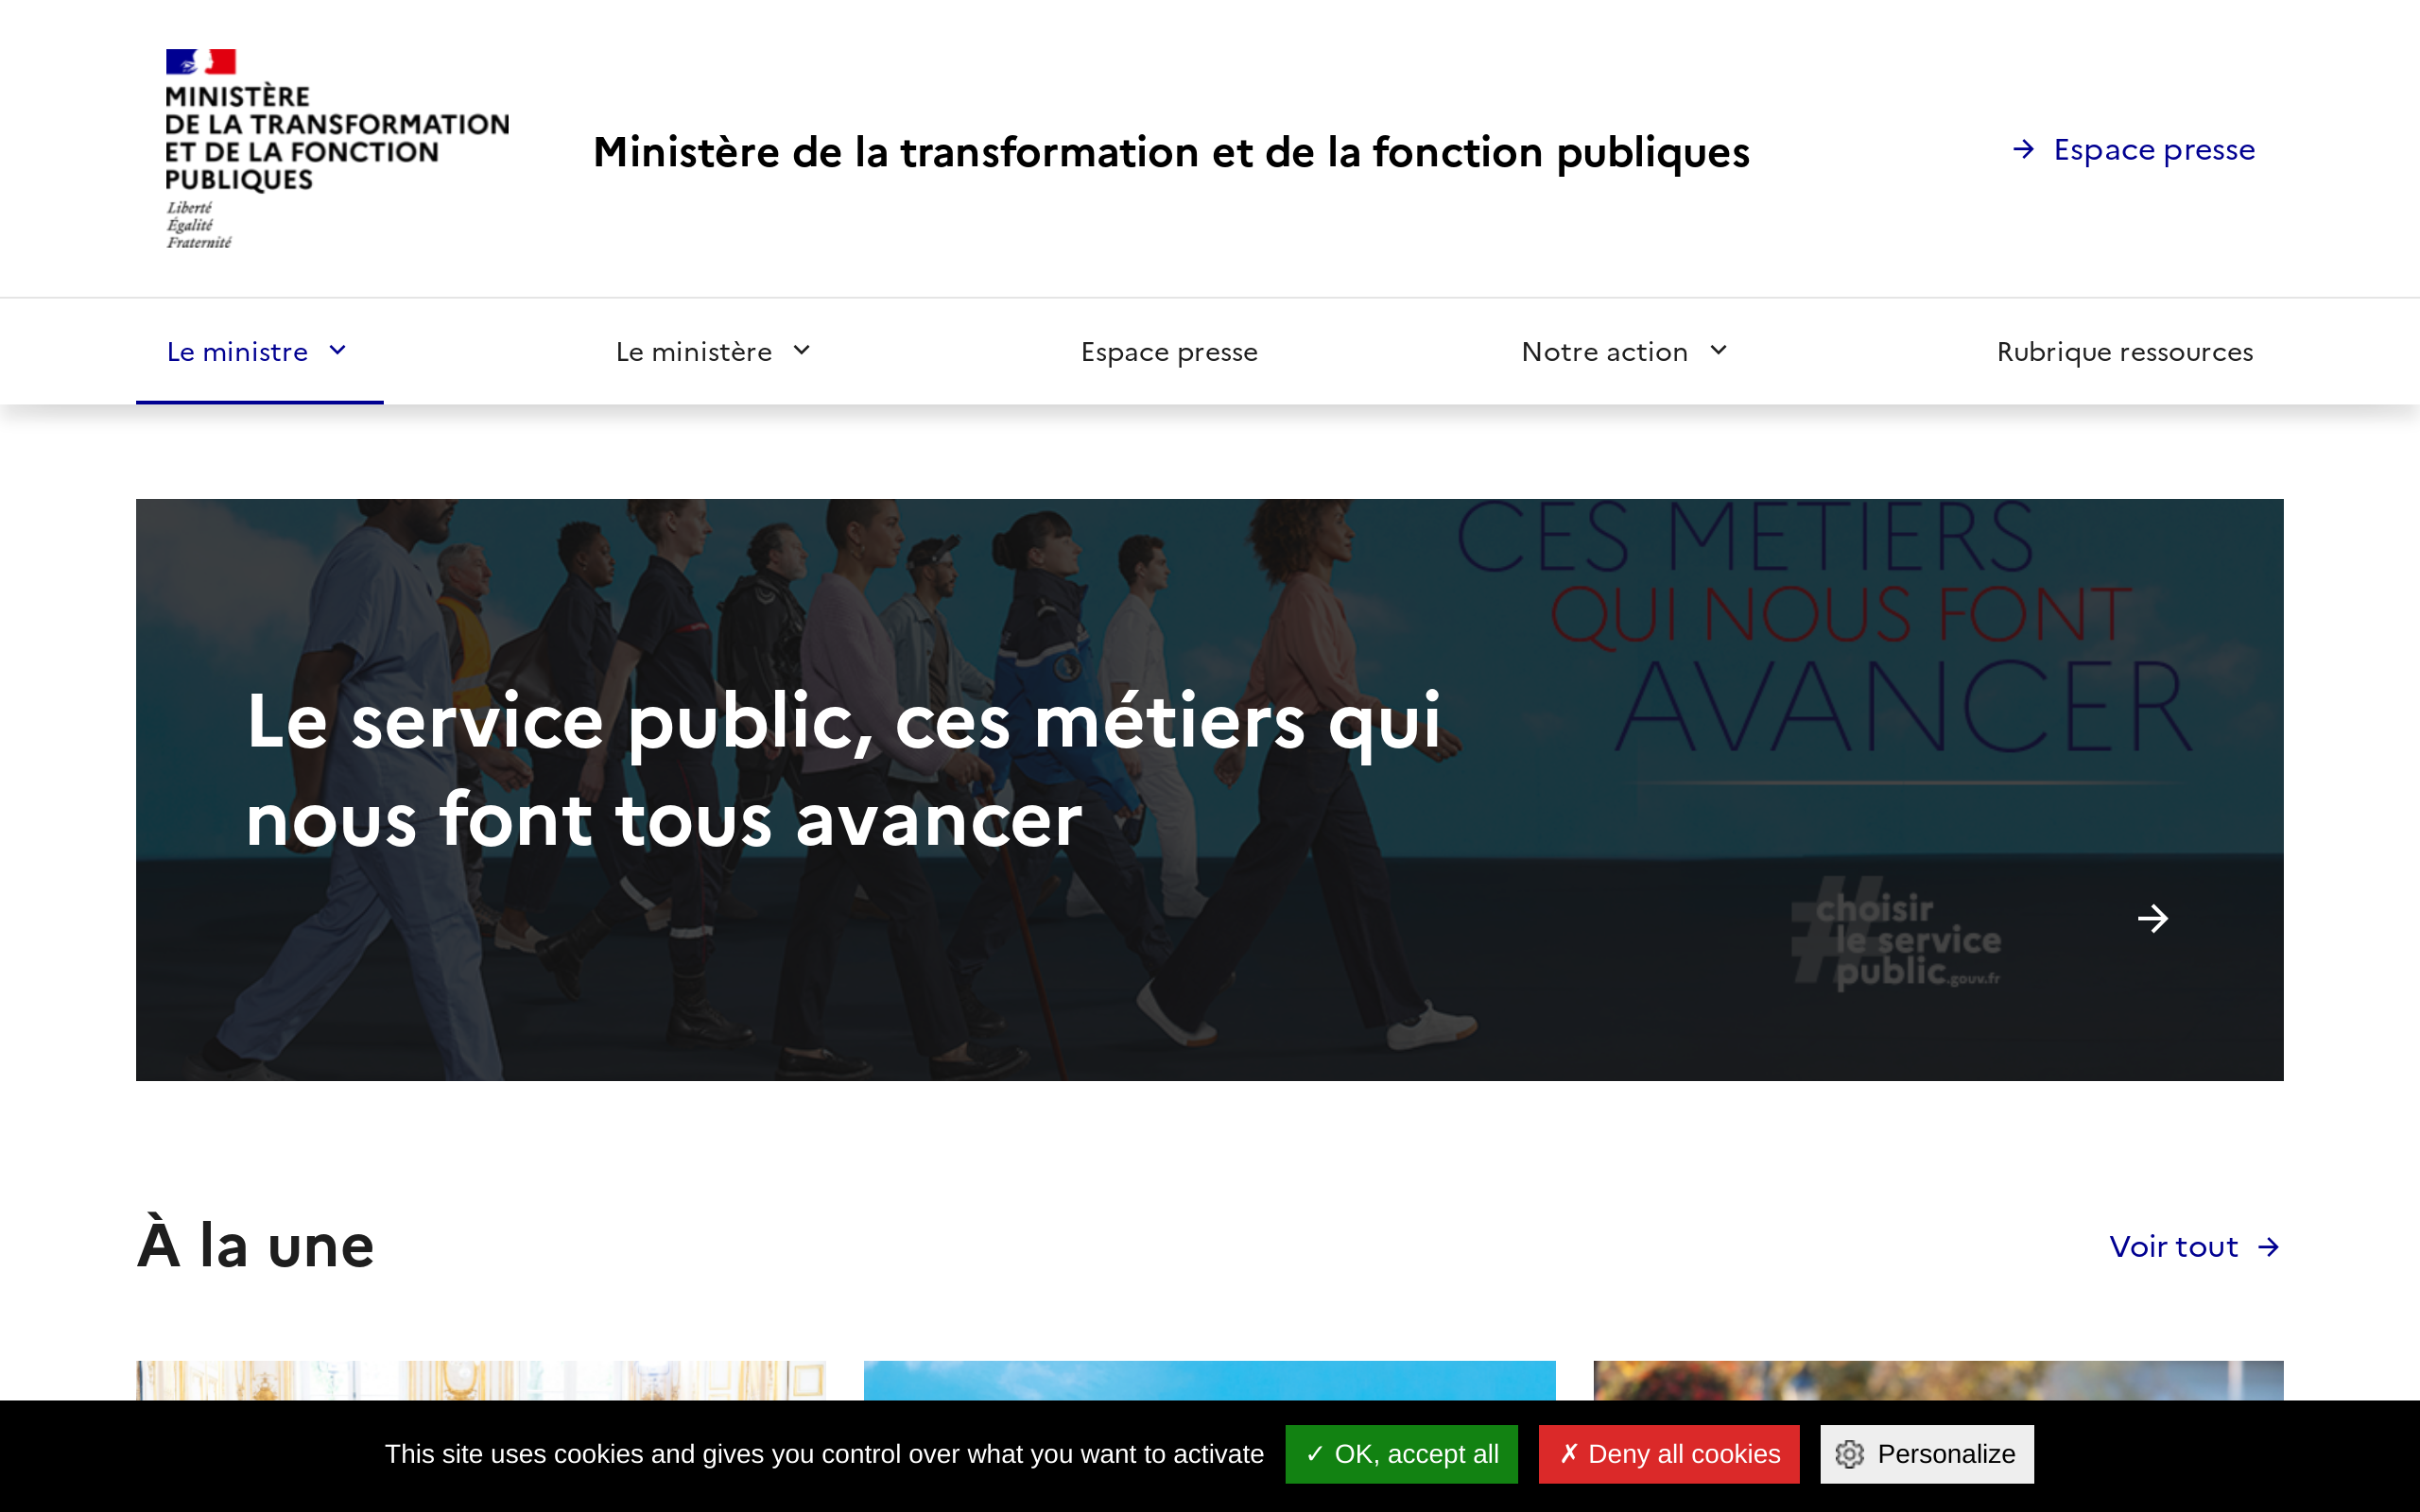 MINISTÈRE
DE LA TRANSFORMATION
ET DE LA FONCTION
PUBLIQUES
Liberté
Égalité
Fraternité
Ministère de la transformation et de la fonction publiques
Espace presse
Le ministre
Le ministère
Espace presse
Notre action
Rubrique ressources
CES METIERS
QUI NOUS FONT
AVANCER
Le service public, ces métiers qui
nous font tous avancer
#choisir
le service
public.gouv.fr
À la une
Voir tout
This site uses cookies and gives you control over what you want to activate
✓ OK, accept all
✗ Deny all cookies
Personalize